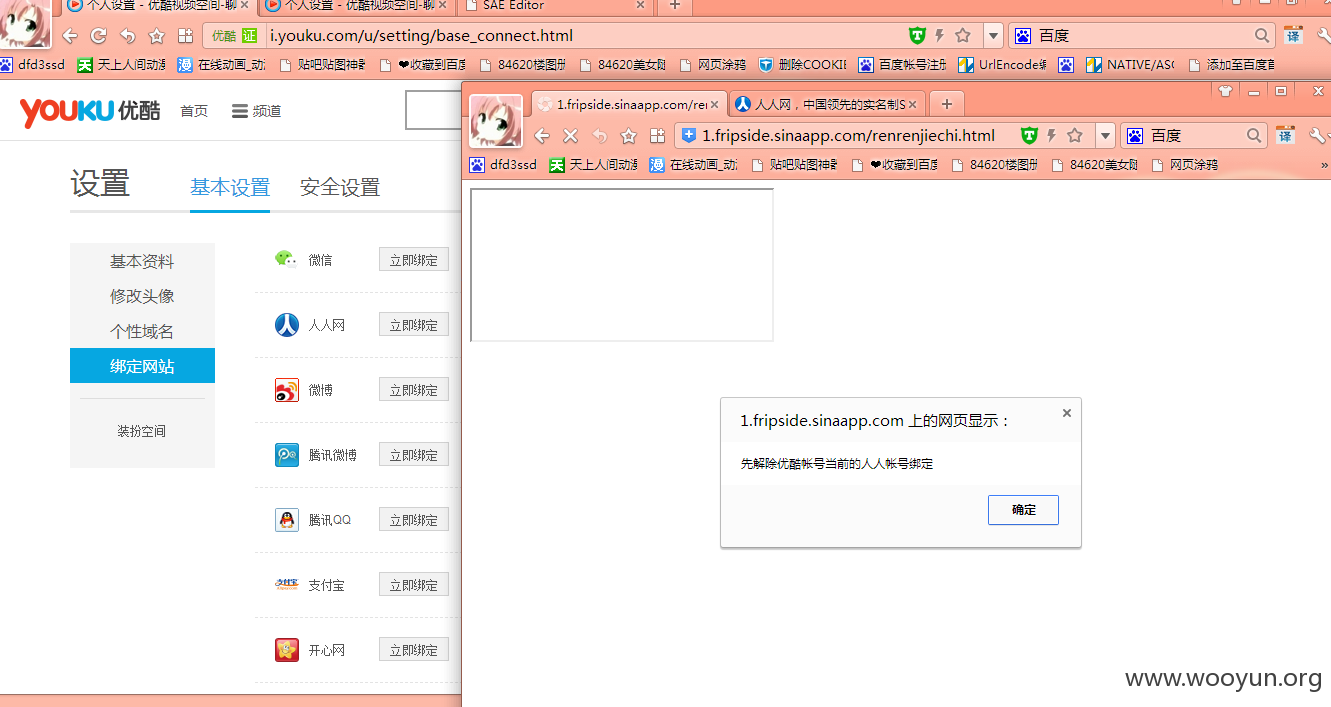 个人设置 - 优酷视频空间-聊
个人设置 - 优酷视频空间-聊
SAE Editor
优酷 证 i.youku.com/u/setting/base_connect.html
百度
译
dfd3ssd
天上人间动漫
在线动画_动
贴吧贴图神器
❤收藏到百度
84620楼图册
84620美女队
网页涂鸦
删除COOKIE
百度帐号注册
UrlEncode编
NATIVE/ASC
添加至百度首
YOUKU 优酷
首页
频道
设置
基本设置
安全设置
基本资料
修改头像
个性域名
绑定网站
装扮空间
微信 立即绑定
人人网 立即绑定
微博 立即绑定
腾讯微博 立即绑定
腾讯QQ 立即绑定
支付宝 立即绑定
开心网 立即绑定
1.fripside.sinaapp.com/ren
人人网，中国领先的实名制S
1.fripside.sinaapp.com/renrenjiechi.html
百度
译
dfd3ssd
天上人间动漫
在线动画_动
贴吧贴图神器
❤收藏到百度
84620楼图册
84620美女队
网页涂鸦
»
1.fripside.sinaapp.com 上的网页显示：
先解除优酷帐号当前的人人帐号绑定
确定
www.wooyun.org